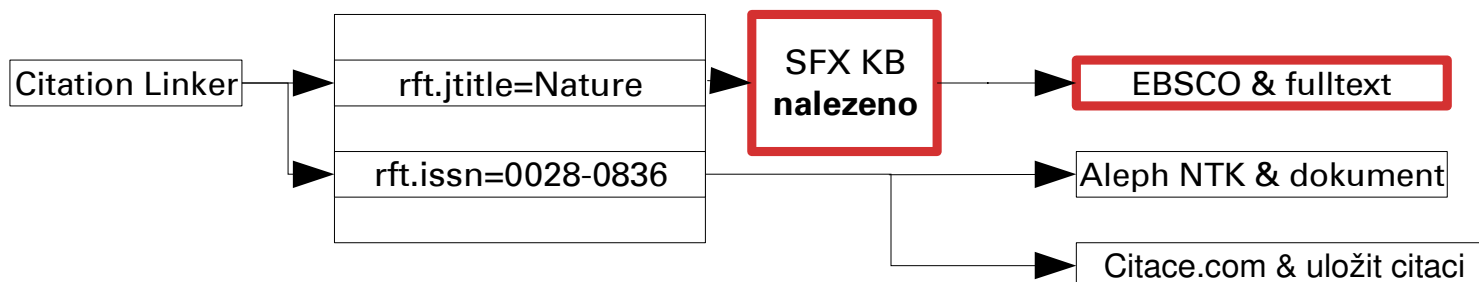 Citation Linker
rft.jtitle=Nature
rft.issn=0028-0836
SFX KB
nalezeno
EBSCO & fulltext
Aleph NTK & dokument
Citace.com & uložit citaci